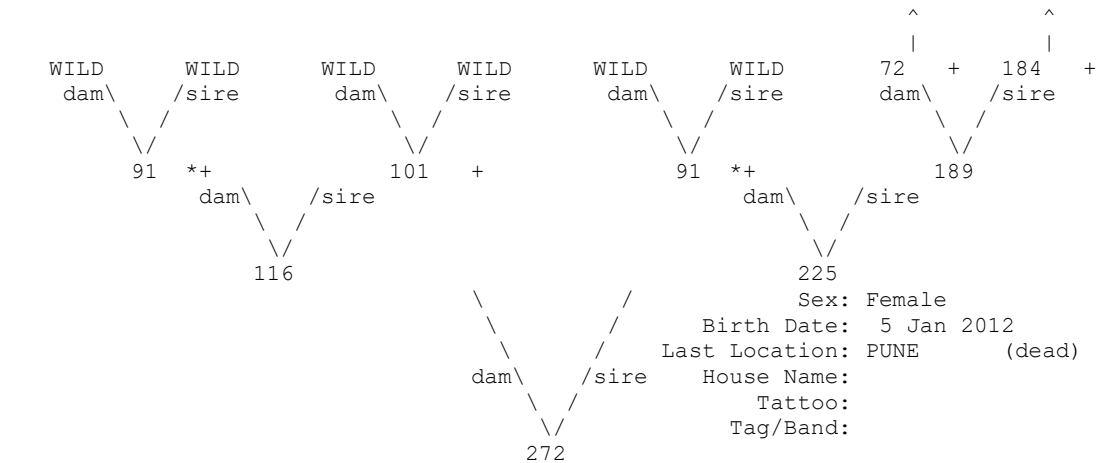 ^ ^
| |
WILD WILD WILD WILD WILD WILD 72 + 184 +
dam\ /sire dam\ /sire dam\ /sire dam\ /sire
\ / \ / \ / \ /
\/ \/ \/ \/
91 *+ 101 + 91 *+ 189
dam\ /sire dam\ /sire
\ / \ /
\/ \/
116 225
\ / Sex: Female
\ / Birth Date: 5 Jan 2012
\ / Last Location: PUNE (dead)
dam\ /sire House Name:
\ / Tattoo:
\/ Tag/Band:
272